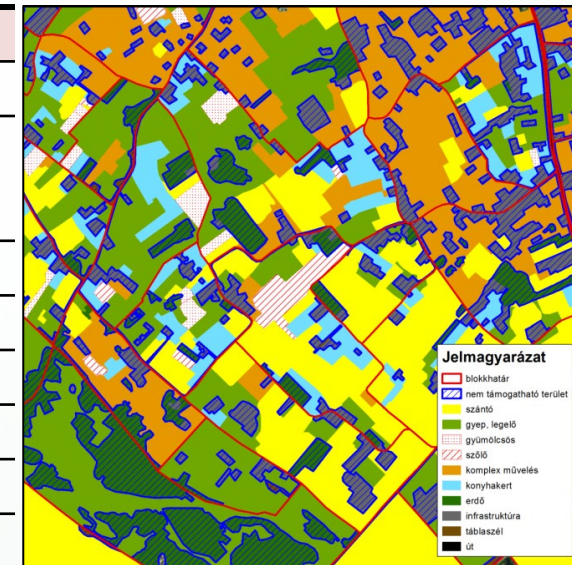 Jelmagyarázat
blokkhatár
nem támogatható terület
szántó
gyep, legelő
gyümölcsös
szőlő
komplex művelés
konyhakert
erdő
infrastruktúra
táblaszél
út